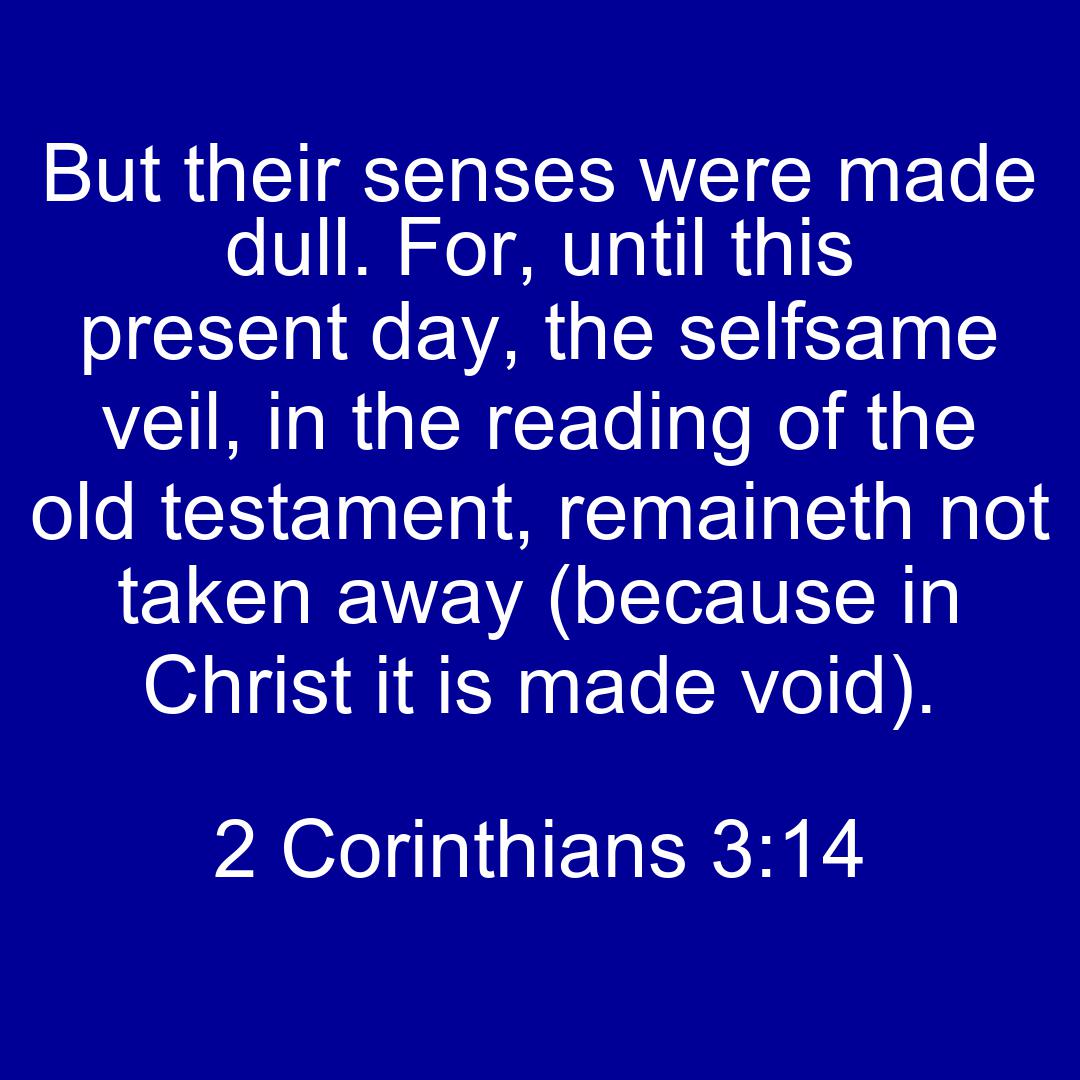 But their senses were made
dull. For, until this
present day, the selfsame
veil, in the reading of the
old testament, remaineth not
taken away (because in
Christ it is made void).
2 Corinthians 3:14